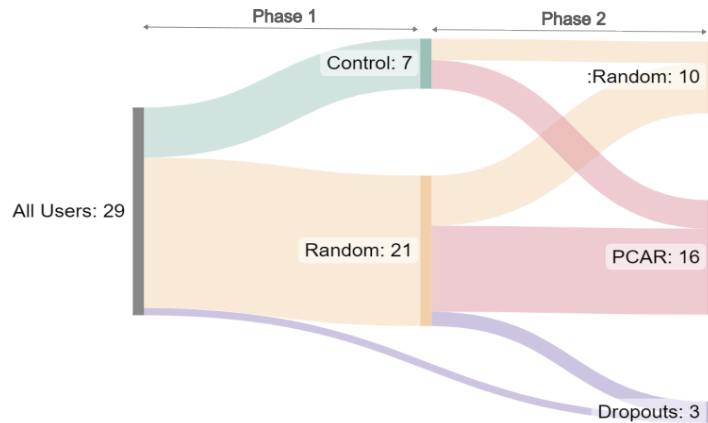 Phase 1
Phase 2
Control: 7
:Random: 10
All Users: 29
Random: 21
PCAR: 16
Dropouts: 3